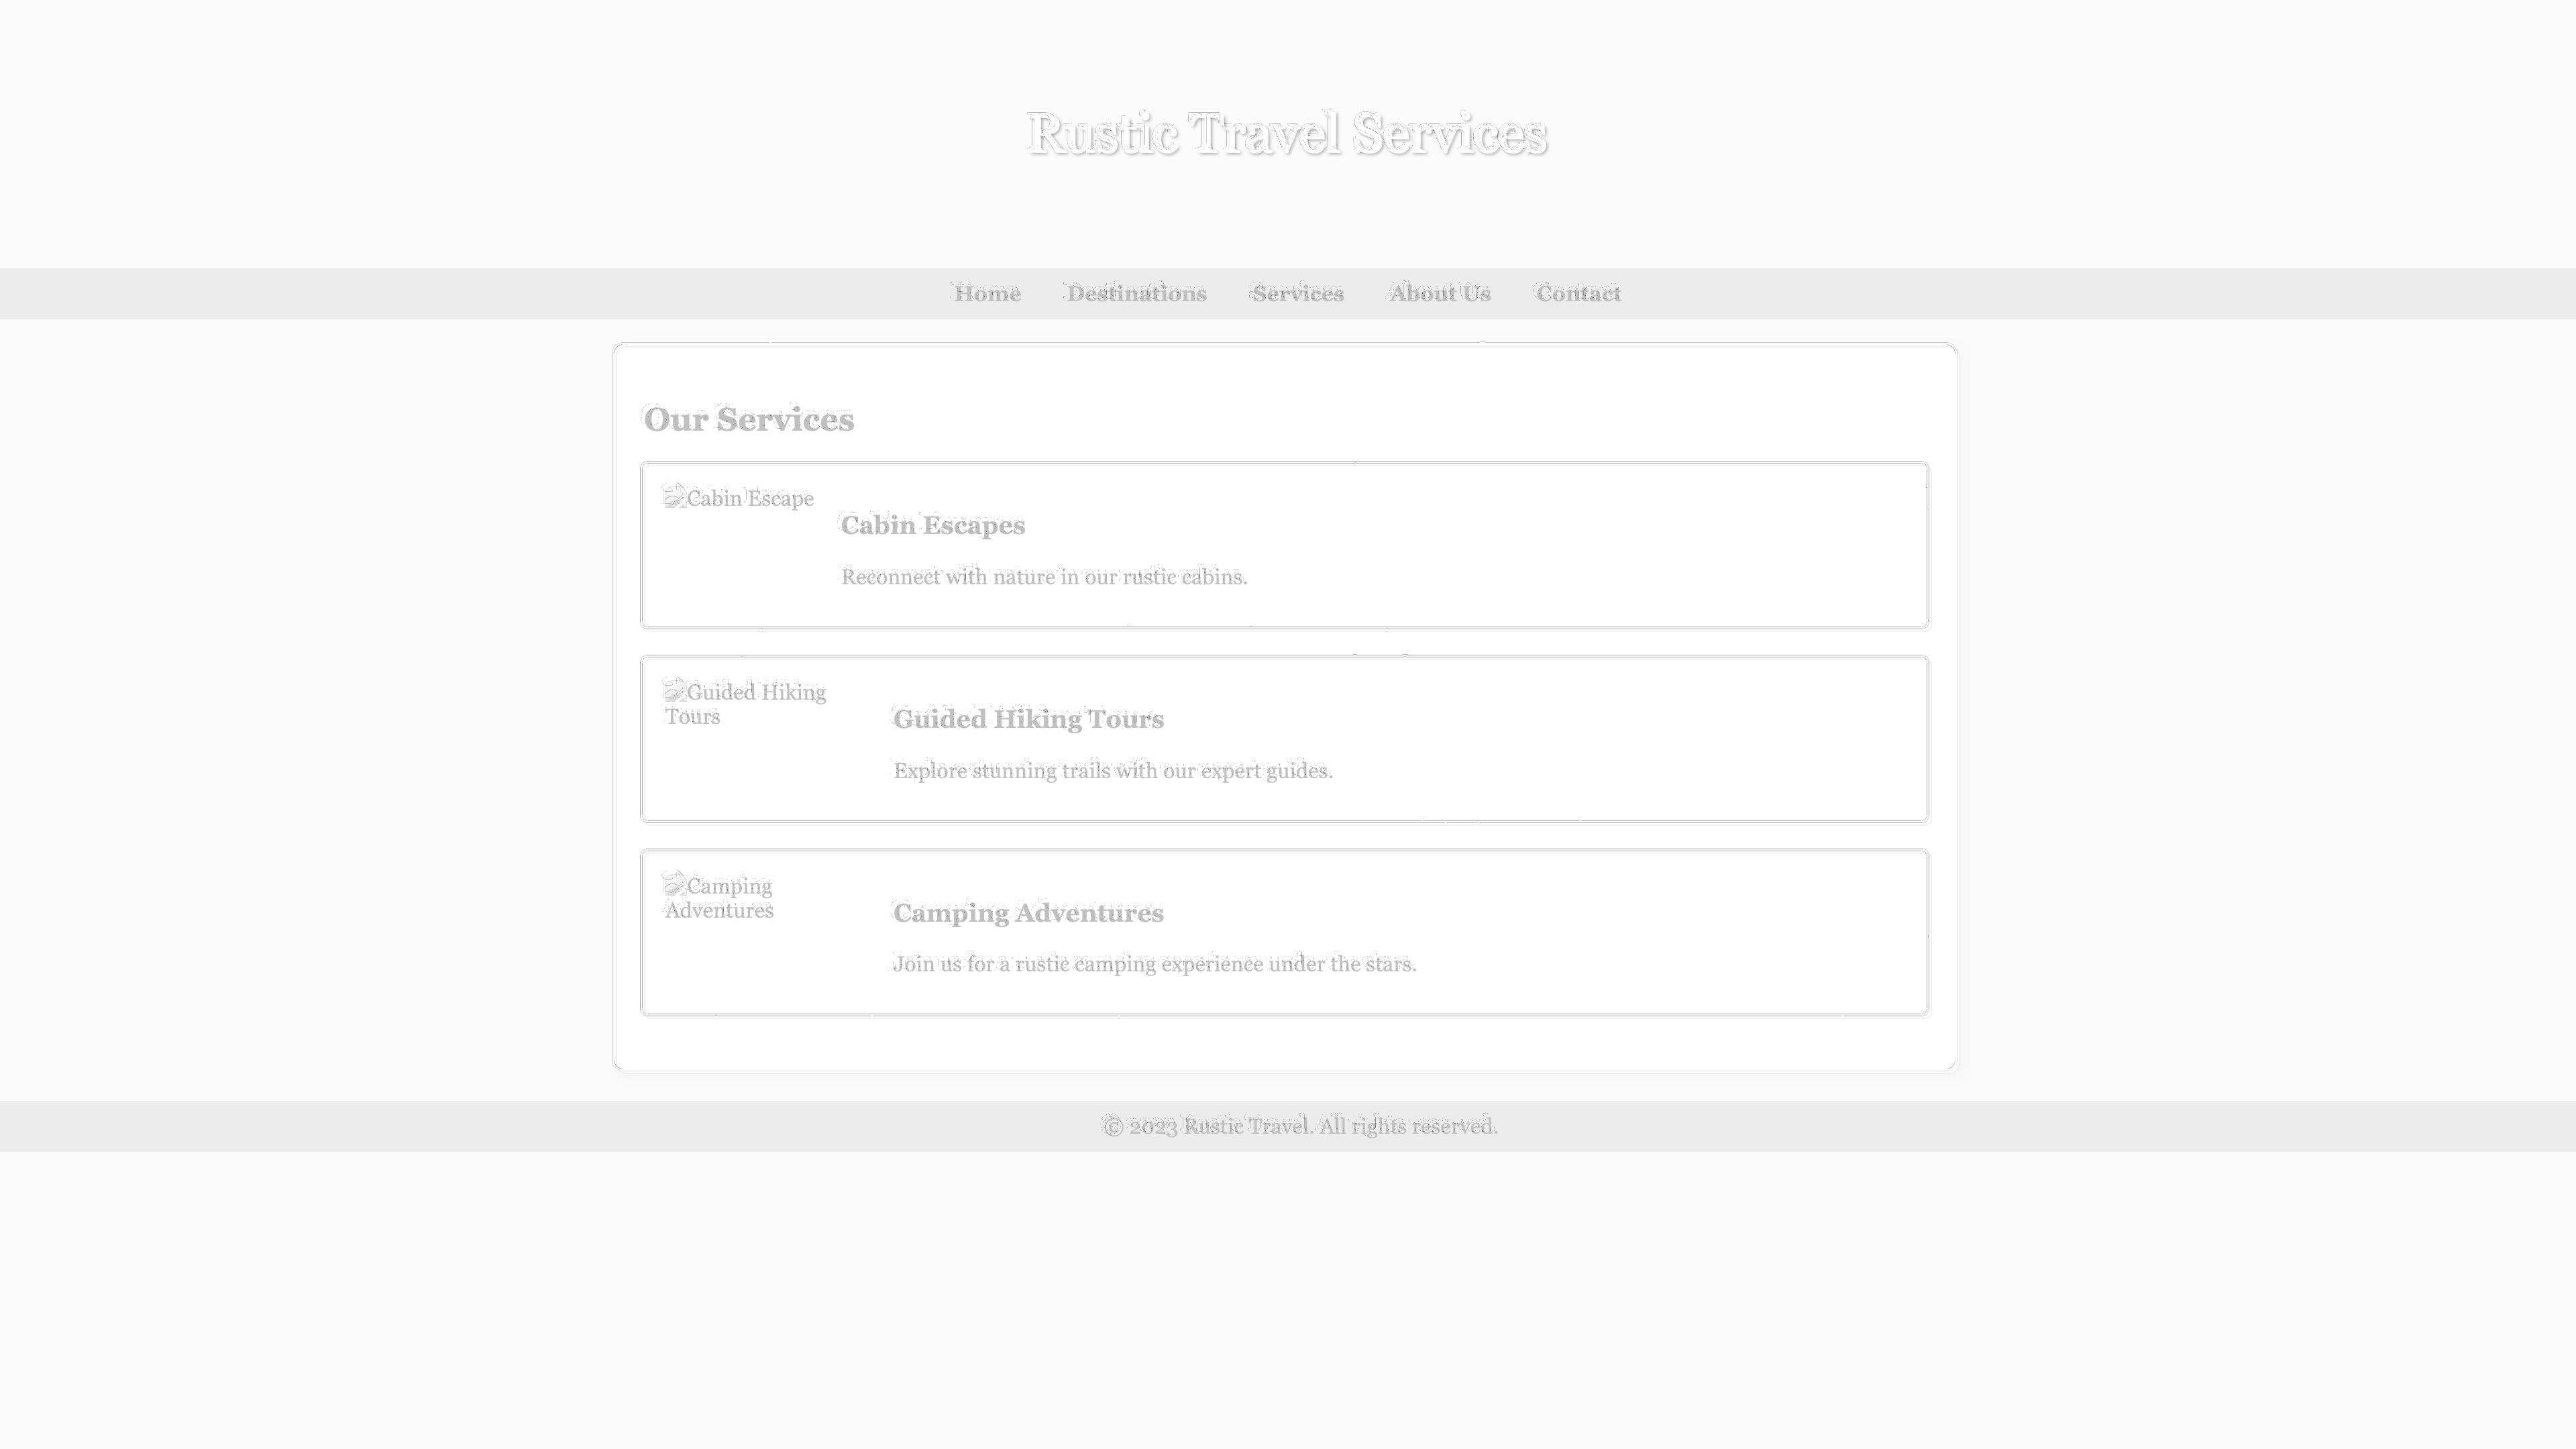 Rustic Travel Services
Home Destinations Services About Us Contact
Our Services
Cabin Escape
Cabin Escapes
Reconnect with nature in our rustic cabins.
Guided Hiking
Tours
Guided Hiking Tours
Explore stunning trails with our expert guides.
Camping
Adventures
Camping Adventures
Join us for a rustic camping experience under the stars.
© 2023 Rustic Travel. All rights reserved.